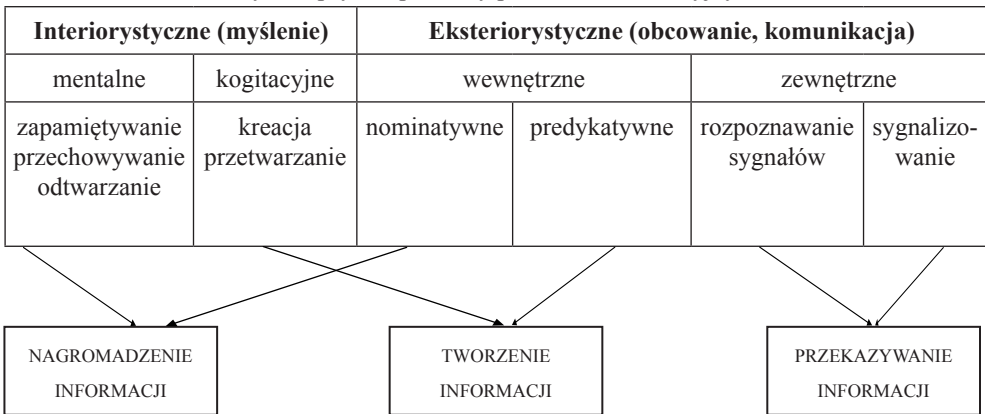 Interiorystyczne (myślenie) Eksteriorystyczne (obcowanie, komunikacja)
mentalne kogitacyjne wewnętrzne zewnętrzne
zapamiętywanie kreacja nominatywne predykatywne rozpoznawanie sygnalizo-
przechowywanie przetwarzanie sygnałów wanie
odtwarzanie
NAGROMADZENIE TWORZENIE PRZEKAZYWANIE
INFORMACJI INFORMACJI INFORMACJI